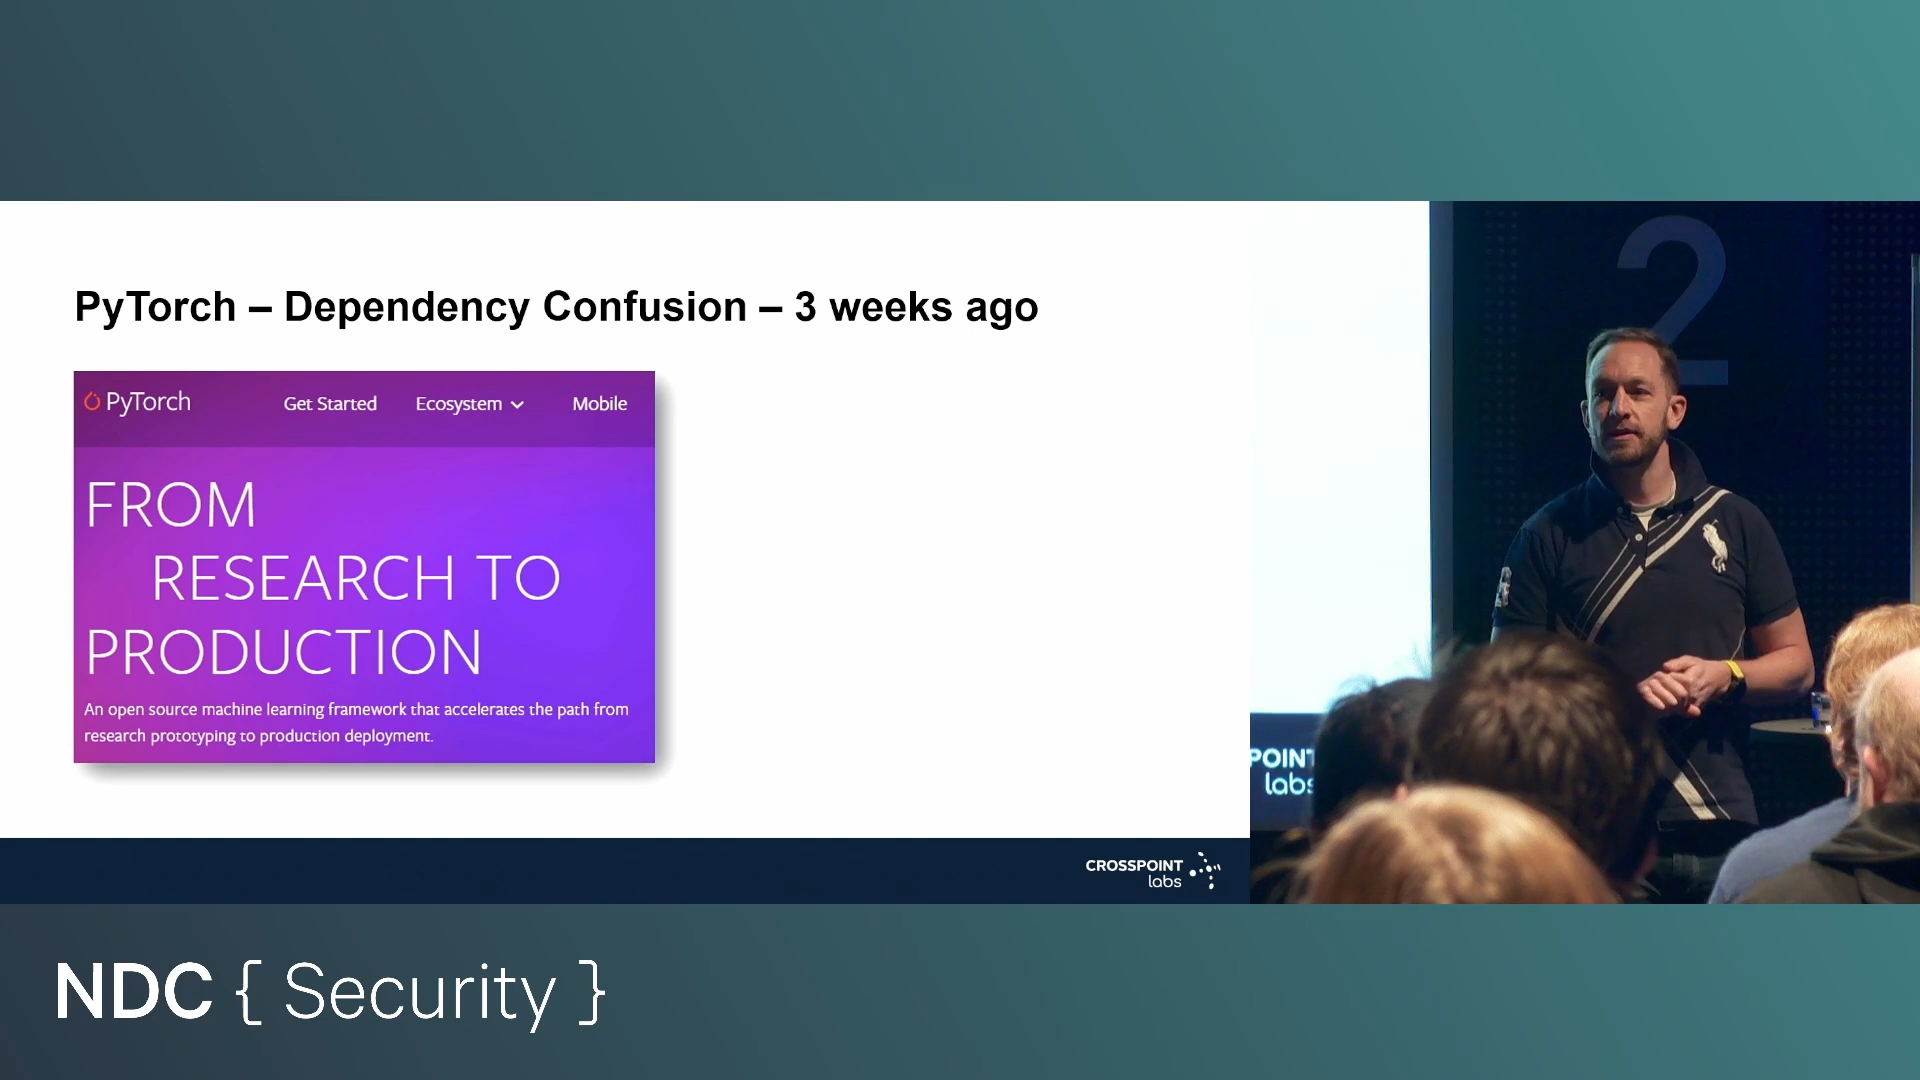 PyTorch – Dependency Confusion – 3 weeks ago
PyTorch
Get Started
Ecosystem
Mobile
FROM
RESEARCH TO
PRODUCTION
An open source machine learning framework that accelerates the path from
research prototyping to production deployment.
CROSSPOINT
labs
2
POINT
labs
NDC { Security }